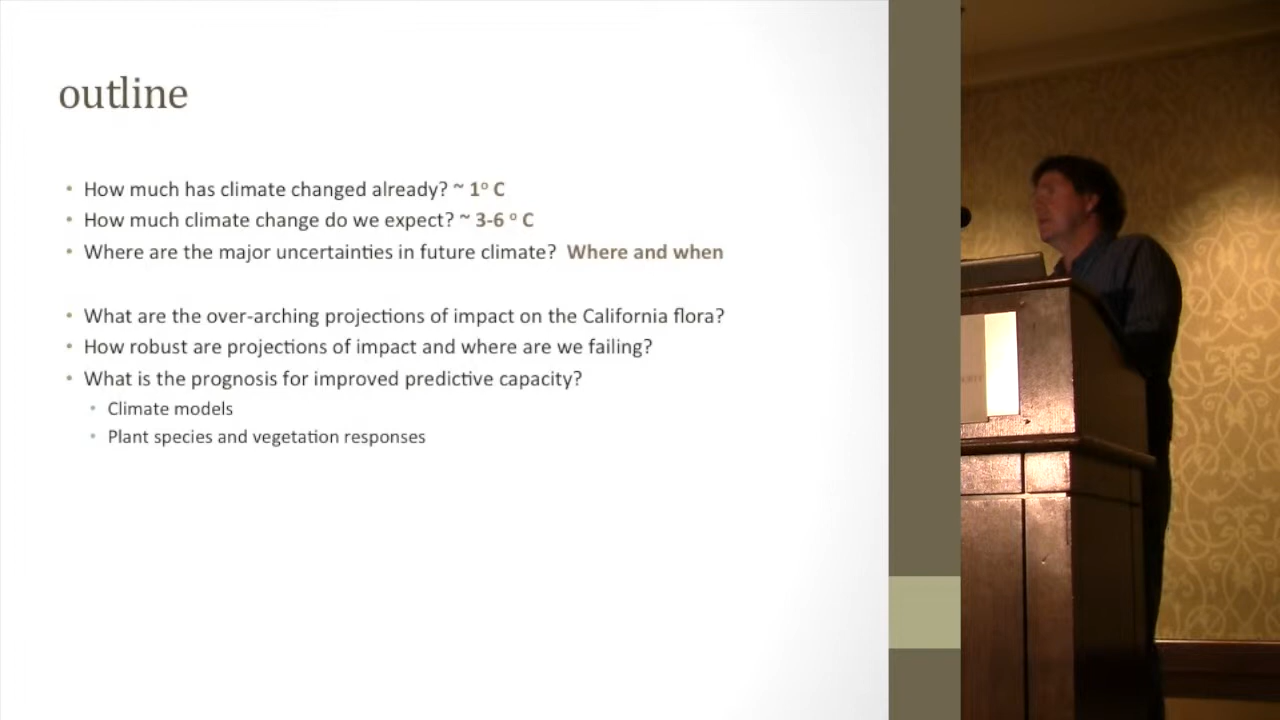 outline
• How much has climate changed already? ~ 1° C
• How much climate change do we expect? ~ 3-6 ° C
• Where are the major uncertainties in future climate? Where and when
• What are the over-arching projections of impact on the California flora?
• How robust are projections of impact and where are we failing?
• What is the prognosis for improved predictive capacity?
• Climate models
• Plant species and vegetation responses